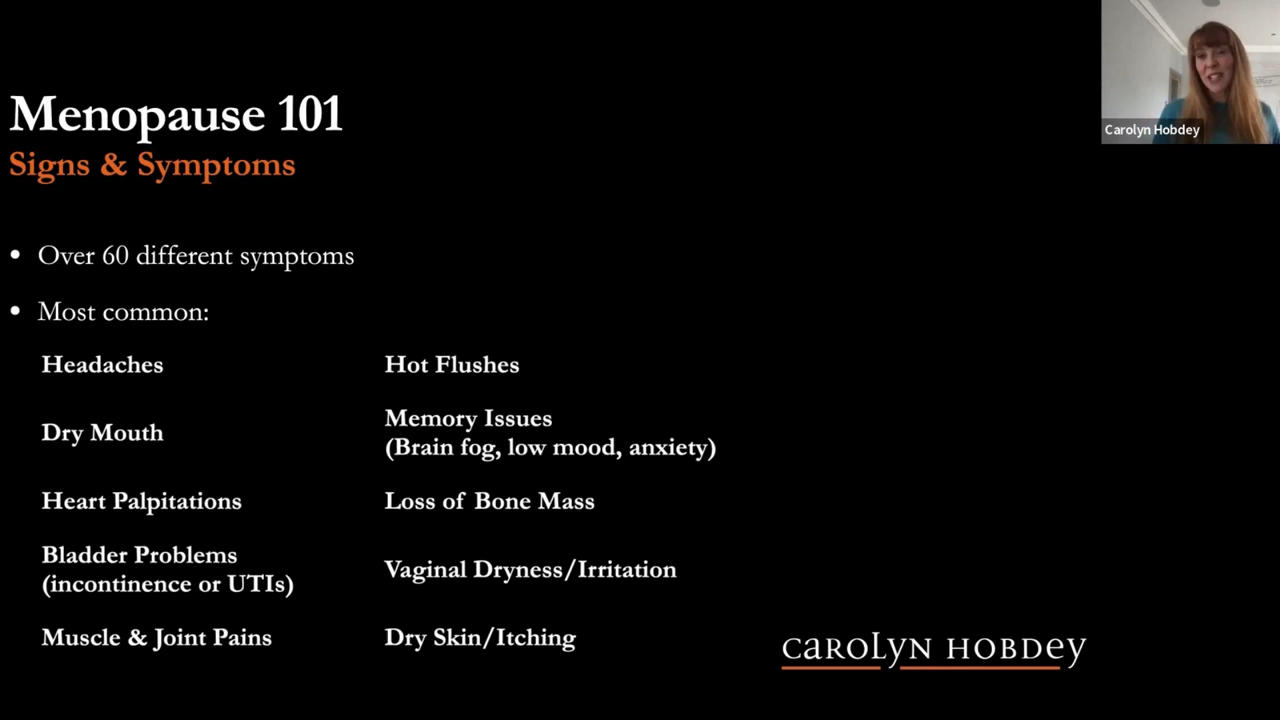 Menopause 101
Signs & Symptoms
• Over 60 different symptoms
• Most common:
Headaches
Hot Flushes
Dry Mouth
Memory Issues
(Brain fog, low mood, anxiety)
Heart Palpitations
Loss of Bone Mass
Bladder Problems
(incontinence or UTIs)
Vaginal Dryness/Irritation
Muscle & Joint Pains
Dry Skin/Itching
Carolyn Hobdey
CAROLYN HOBDEY